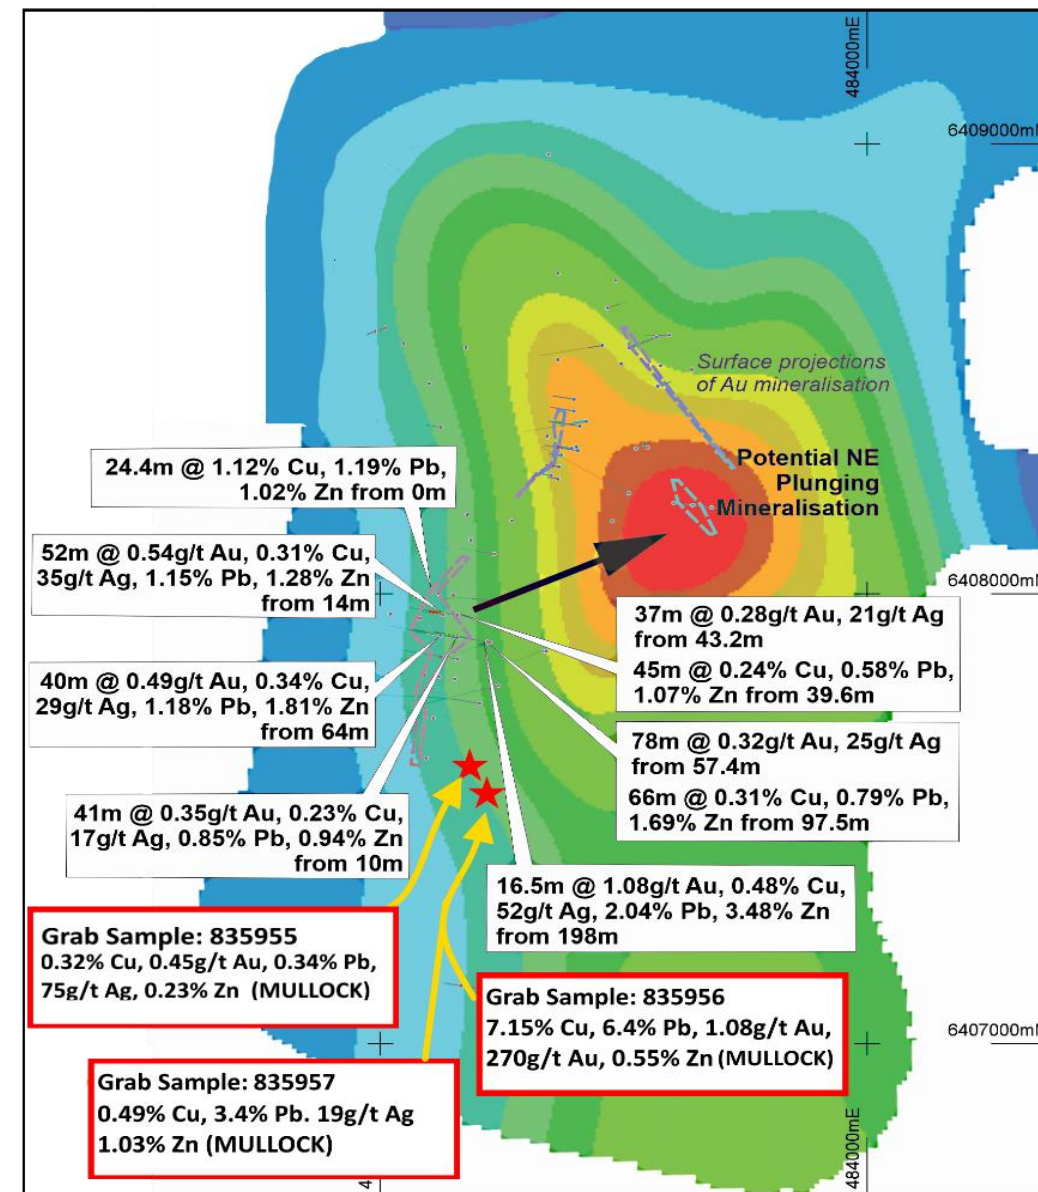 484000mE
6409000mN
Surface projections
of Au mineralisation
Potential NE
Plunging
Mineralisation
24.4m @ 1.12% Cu, 1.19% Pb,
1.02% Zn from 0m
52m @ 0.54g/t Au, 0.31% Cu,
35g/t Ag, 1.15% Pb, 1.28% Zn
from 14m
6408000mN
37m @ 0.28g/t Au, 21g/t Ag
from 43.2m
45m @ 0.24% Cu, 0.58% Pb,
1.07% Zn from 39.6m
40m @ 0.49g/t Au, 0.34% Cu,
29g/t Ag, 1.18% Pb, 1.81% Zn
from 64m
78m @ 0.32g/t Au, 25g/t Ag
from 57.4m
66m @ 0.31% Cu, 0.79% Pb,
1.69% Zn from 97.5m
41m @ 0.35g/t Au, 0.23% Cu,
17g/t Ag, 0.85% Pb, 0.94% Zn
from 10m
16.5m @ 1.08g/t Au, 0.48% Cu,
52g/t Ag, 2.04% Pb, 3.48% Zn
from 198m
Grab Sample: 835955
0.32% Cu, 0.45g/t Au, 0.34% Pb,
75g/t Ag, 0.23% Zn (MULLOCK)
Grab Sample: 835956
7.15% Cu, 6.4% Pb, 1.08g/t Au,
270g/t Au, 0.55% Zn (MULLOCK)
6407000mN
Grab Sample: 835957
0.49% Cu, 3.4% Pb. 19g/t Ag
1.03% Zn (MULLOCK)
4
484000mE